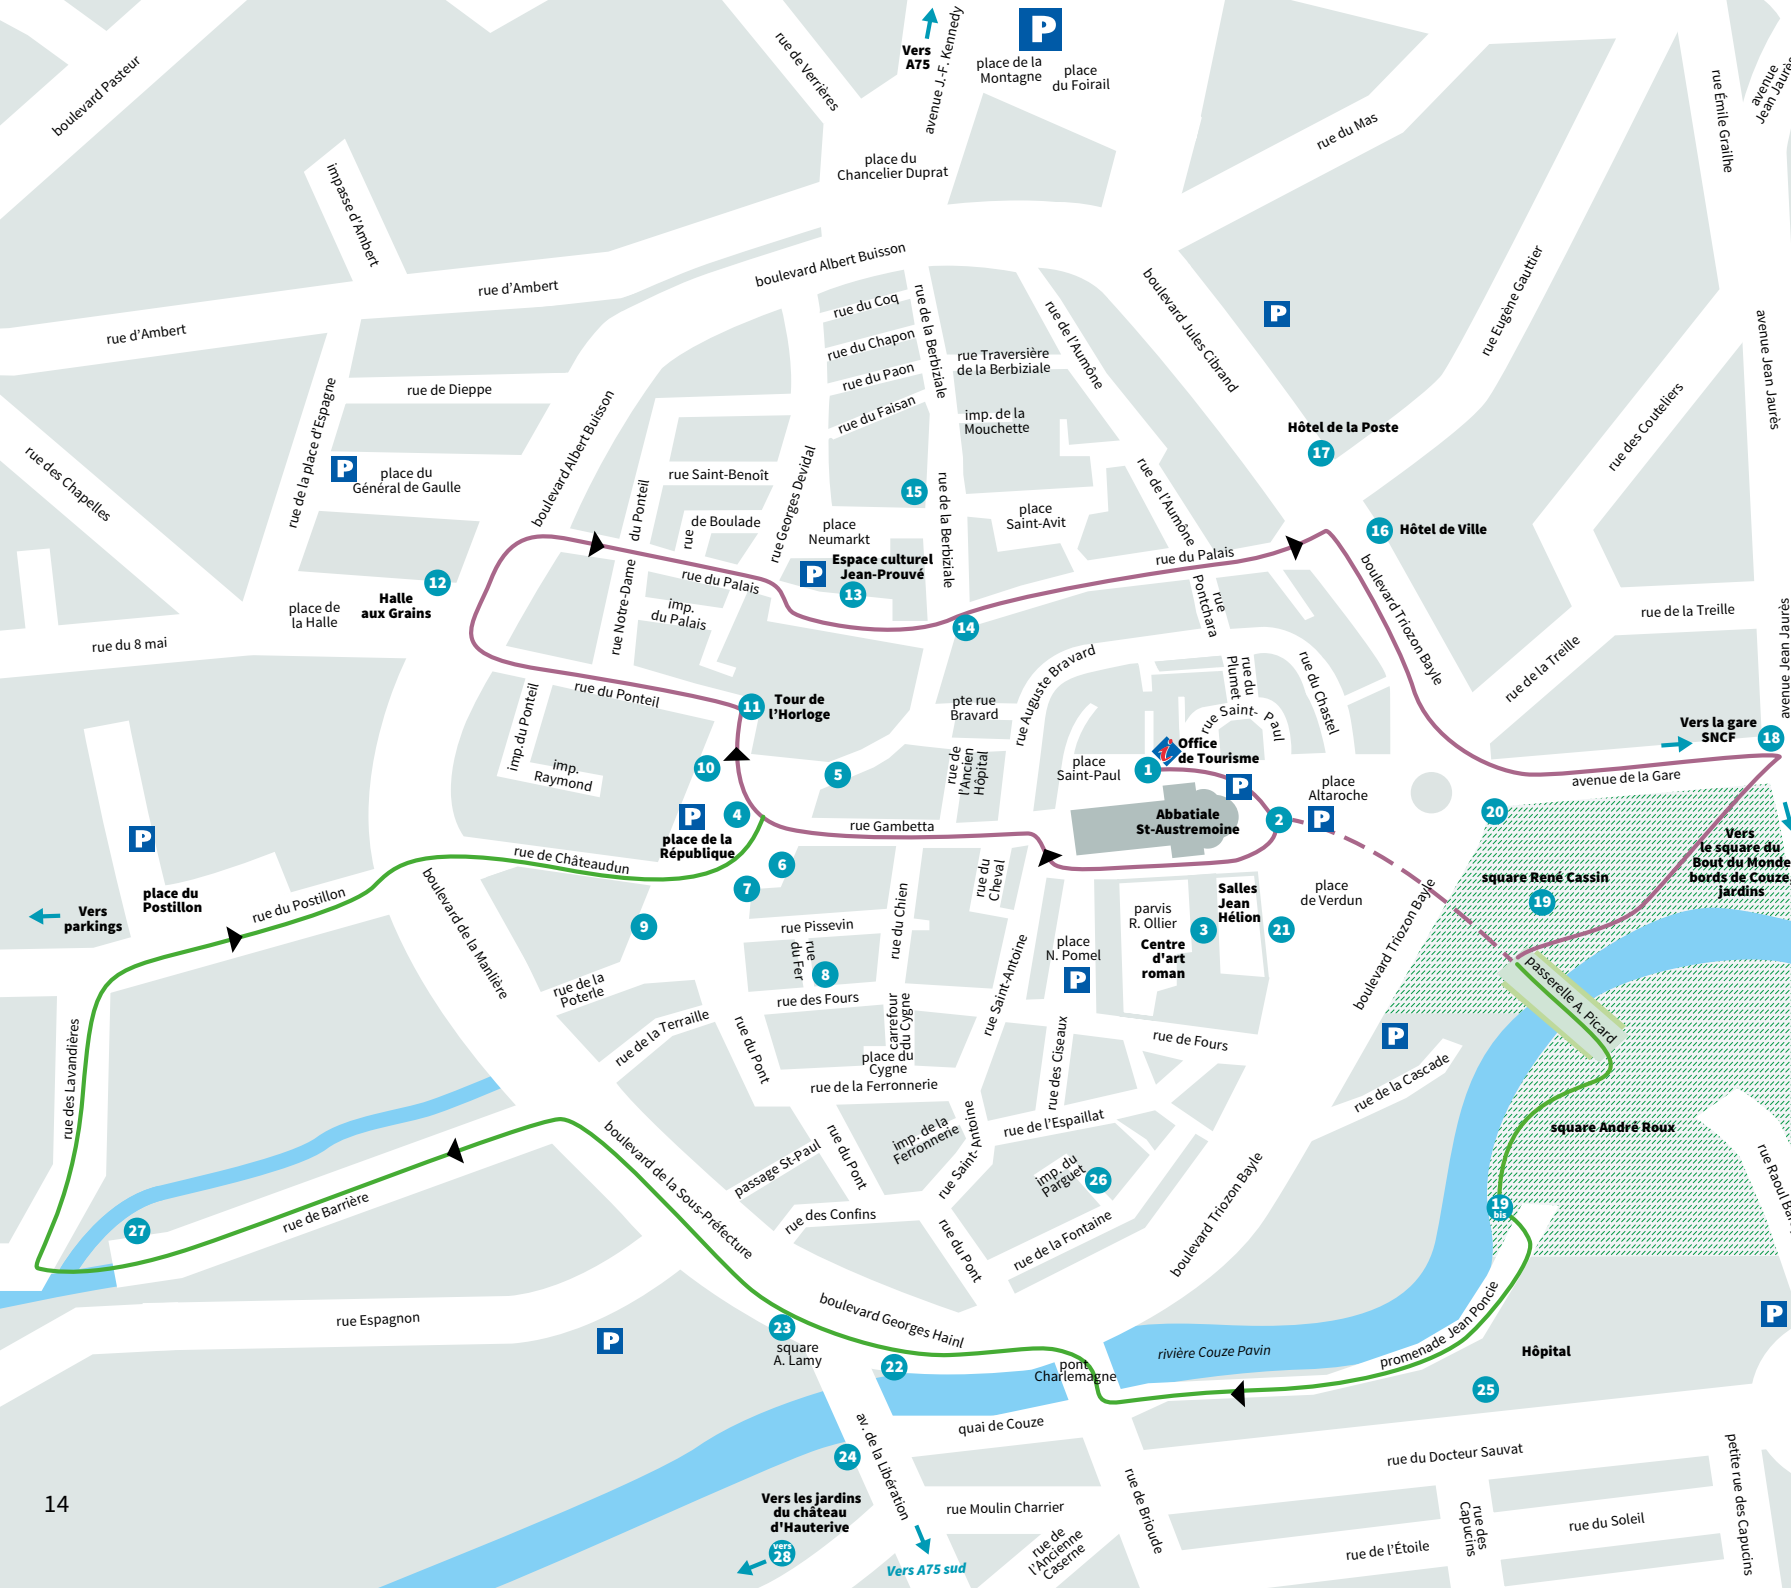 Vers
A75
avenue J.-F. Kennedy
P
place de la
Montagne
place
du Foirail
rue de Verrières
boulevard Pasteur
rue Émile Grailhe
avenue
Jean Jaurès
rue du Mas
place du
Chancelier Duprat
impasse d'Ambert
rue d'Ambert
rue d'Ambert
boulevard Albert Buisson
boulevard Jules Cibrand
P
rue Eugène Gauttier
avenue Jean Jaurès
rue du Coq
rue du Chapon
rue du Paon
rue du Faisan
rue de la Berbiziale
rue Traversière
de la Berbiziale
rue de l'Aumône
imp. de la
Mouchette
rue de Dieppe
rue de la place d'Espagne
boulevard Albert Buisson
rue des Couteliers
Hôtel de la Poste
17
rue des Chapelles
P
place du
Général de Gaulle
rue Saint-Benoît
rue Georges Devidal
rue de l'Aumône
15
rue de la Berbiziale
place
Saint-Avit
du Ponteil
rue
de Boulade
place
Neumarkt
16
Hôtel de Ville
Espace culturel
Jean-Prouvé
P
13
rue du Palais
rue du Palais
12
Halle
aux Grains
place de
la Halle
rue Notre-Dame
imp.
du Palais
14
rue
Pontchara
boulevard Triozon Bayle
rue de la Treille
rue de la Treille
avenue Jean Jaurès
rue du 8 mai
rue du Ponteil
imp. du Ponteil
11
Tour de
l'Horloge
pte rue
Bravard
rue Auguste Bravard
rue du
Plumet
rue du Chastel
rue Saint-
Paul
Vers la gare
SNCF
18
avenue de la Gare
imp.
Raymond
10
5
rue de
l'Ancien
Hôpital
place
Saint-Paul
1
i
Office
de Tourisme
P
place
Altaroche
P
2
20
4
P
place de la
République
rue Gambetta
Abbatiale
St-Austremoine
Vers
le square du
Bout du Monde
bords de Couze,
jardins
P
place du
Postillon
Vers
parkings
rue du Postillon
rue de Châteaudun
6
7
9
rue du
Cheval
square René Cassin
19
Salles
Jean
Hélion
place
de Verdun
parvis
R. Ollier
3
21
Centre
d'art
roman
boulevard de la Manlière
rue Pissevin
rue
du Fer
8
rue du Chien
place
N. Pomel
P
rue de la
Poterle
rue des Fours
rue Saint-Antoine
boulevard Triozon Bayle
passerelle A. Picard
rue de la Terraille
rue du Pont
carrefour
du Cygne
place du
Cygne
rue de Fours
P
rue des Ciseaux
rue de la Cascade
rue des Lavandières
rue de la Ferronnerie
square André Roux
imp. de la
Ferronnerie
rue Saint-Antoine
rue de l'Espaillat
passage St-Paul
rue du Pont
imp. du
Parguet
26
boulevard de la Sous-Préfecture
rue des Confins
rue du Pont
rue de la Fontaine
boulevard Triozon Bayle
19
bis
27
rue de Barrière
rue Espagnon
P
boulevard Georges Hainl
23
square
A. Lamy
22
pont
Charlemagne
rivière Couze Pavin
promenade Jean Poncie
Hôpital
25
P
quai de Couze
av. de la Libération
24
rue du Docteur Sauvat
petite rue des Capucins
14
Vers les jardins
du château
d'Hauterive
vers
28
rue Moulin Charrier
rue de Brioude
rue de
l'Ancienne
Caserne
Vers A75 sud
rue de l'Étoile
rue des
Capucins
rue du Soleil